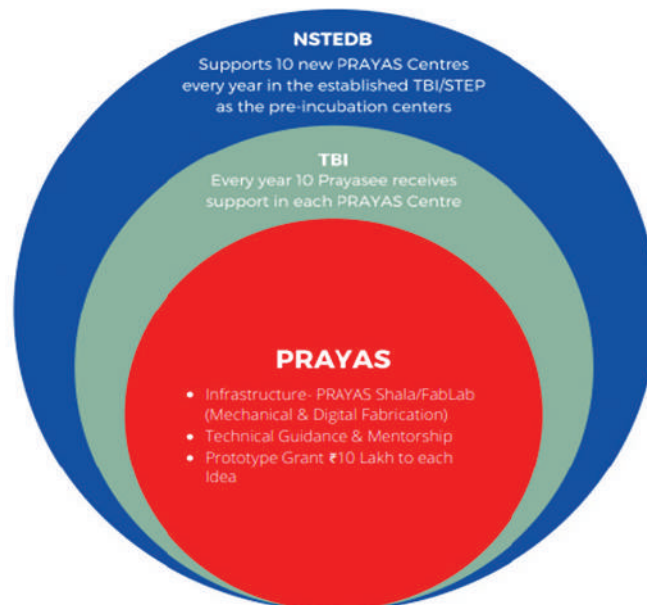 NSTEDB
Supports 10 new PRAYAS Centres
every year in the established TBI/STEP
as the pre-incubation centers
TBI
Every year 10 Prayasee receives
support in each PRAYAS Centre
PRAYAS
• Infrastructure- PRAYAS Shala/FabLab
(Mechanical & Digital Fabrication)
• Technical Guidance & Mentorship
• Prototype Grant ₹10 Lakh to each
Idea